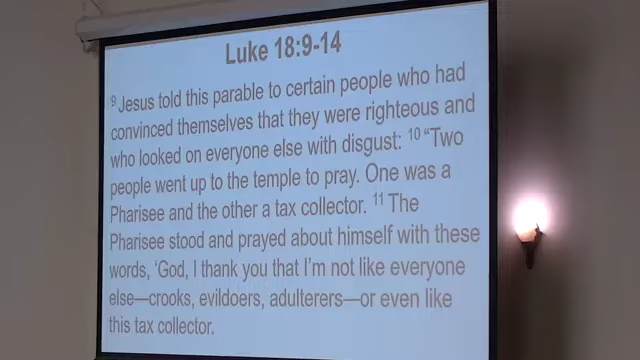 Luke 18:9-14
9 Jesus told this parable to certain people who had
convinced themselves that they were righteous and
who looked on everyone else with disgust: 10 “Two
people went up to the temple to pray. One was a
Pharisee and the other a tax collector. 11 The
Pharisee stood and prayed about himself with these
words, ‘God, I thank you that I’m not like everyone
else—crooks, evildoers, adulterers—or even like
this tax collector.